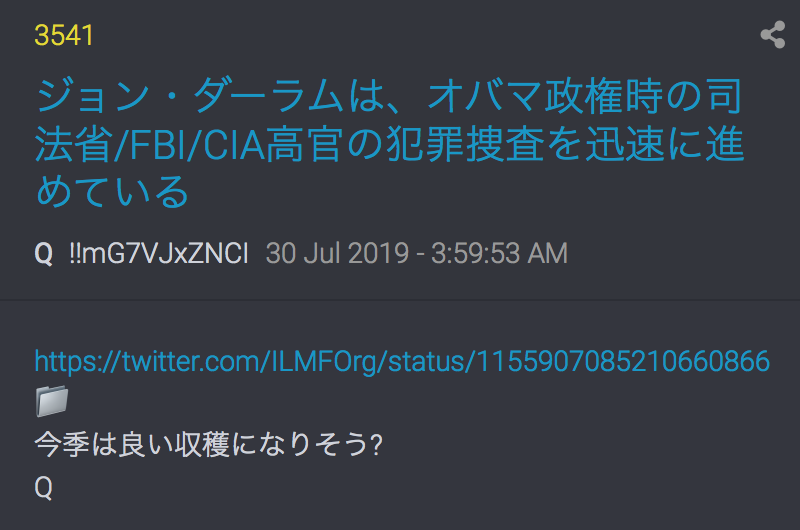 3541
ジョン・ダーラムは、オバマ政権時の司
法省/FBI/CIA高官の犯罪捜査を迅速に進
めている
Q !!mG7VJxZNCI 30 Jul 2019 - 3:59:53 AM
https://twitter.com/ILMFOrg/status/1155907085210660866
今季は良い収穫になりそう?
Q